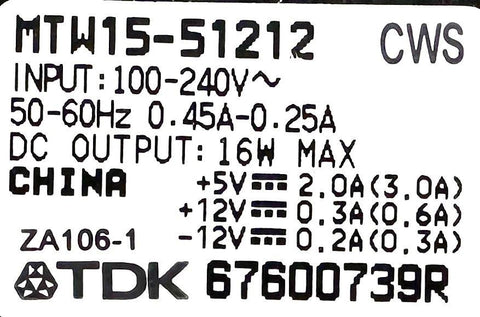 MTW15-51212 CWS
INPUT:100-240V~
50-60Hz 0.45A-0.25A
DC OUTPUT: 16W MAX
CHINA +5V⎓2.0A(3.0A)
+12V⎓0.3A(0.6A)
ZA106-1 -12V⎓0.2A(0.3A)
TDK 67600739R